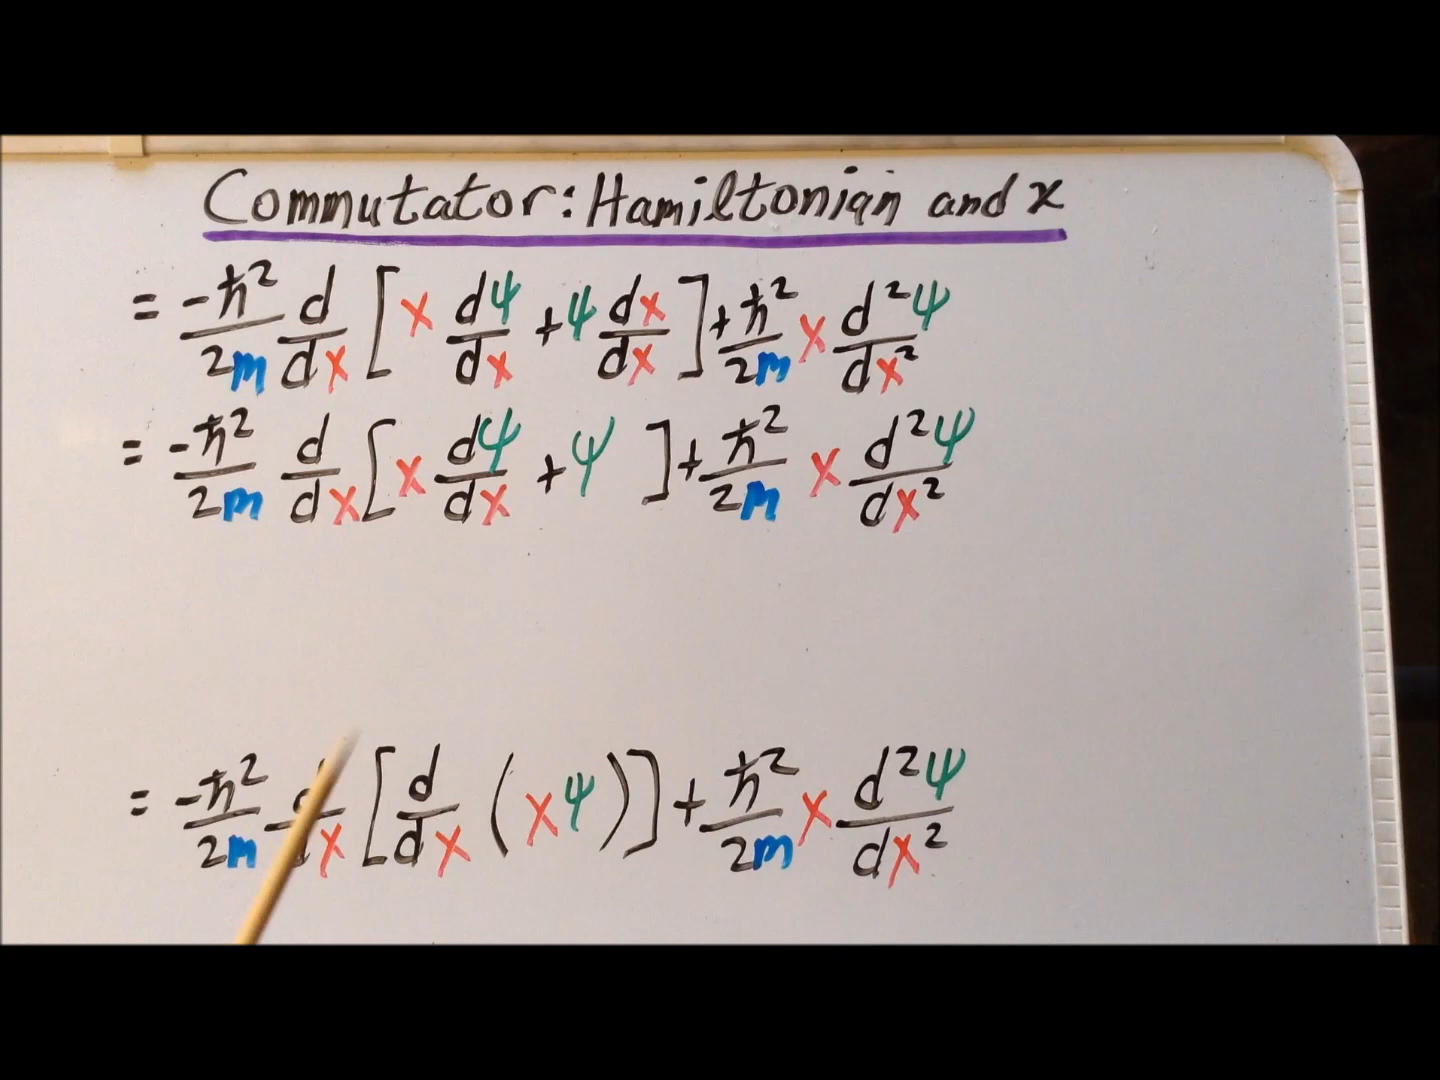 Commutator: Hamiltonian and x
= -ħ²/2m d/dx [x dψ/dx + ψ dx/dx] + ħ²/2m x d²ψ/dx²
= -ħ²/2m d/dx [x dψ/dx + ψ] + ħ²/2m x d²ψ/dx²
= -ħ²/2m d/dx [d/dx (xψ)] + ħ²/2m x d²ψ/dx²